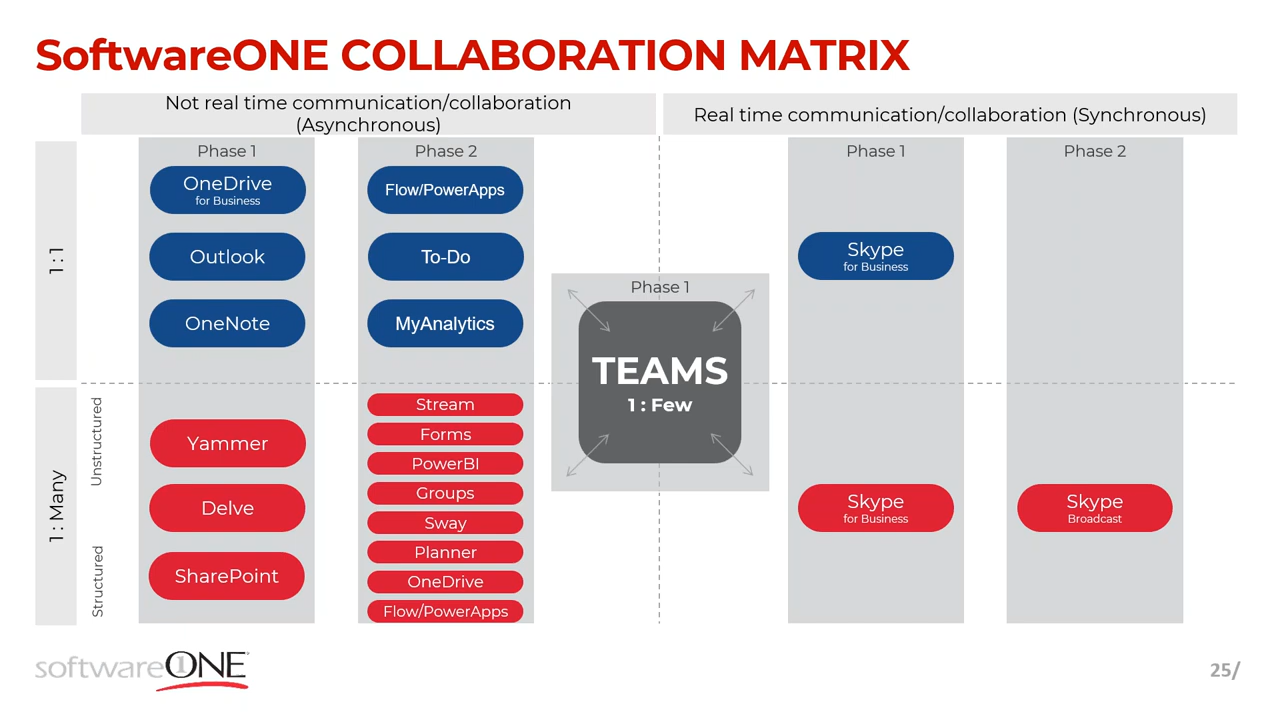 SoftwareONE COLLABORATION MATRIX
Not real time communication/collaboration
(Asynchronous)
Real time communication/collaboration (Synchronous)
1 : 1
Phase 1
OneDrive
for Business
Outlook
OneNote
Phase 2
Flow/PowerApps
To-Do
MyAnalytics
Phase 1
TEAMS
1 : Few
Phase 1
Skype
for Business
Phase 2
1 : Many
Unstructured
Structured
Yammer
Delve
SharePoint
Stream
Forms
PowerBI
Groups
Sway
Planner
OneDrive
Flow/PowerApps
Skype
for Business
Skype
Broadcast
softwareONE
25/